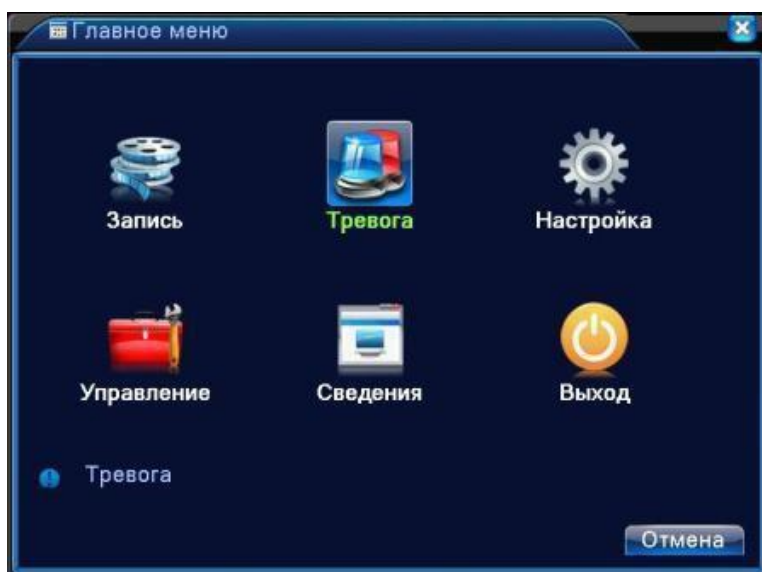 Главное меню
Запись
Тревога
Настройка
Управление
Сведения
Выход
Тревога
Отмена